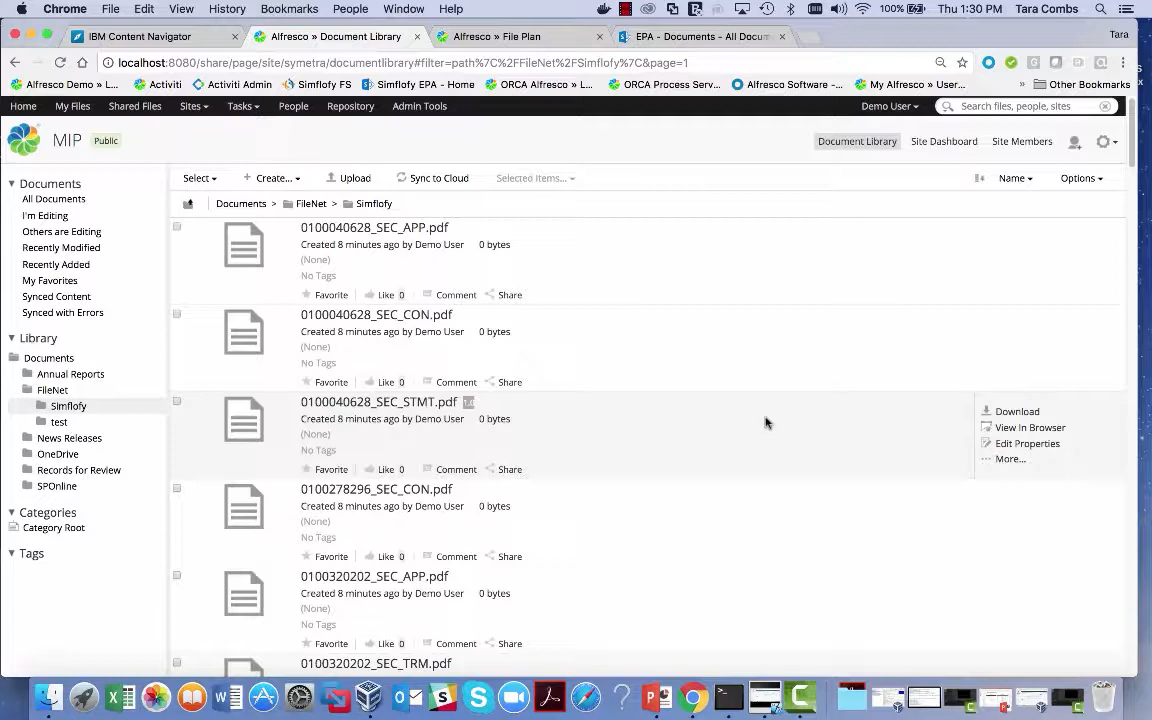 Chrome File Edit View History Bookmarks People Window Help 100% Thu 1:30 PM Tara Combs
IBM Content Navigator Alfresco » Document Library Alfresco » File Plan EPA - Documents - All Docum Tara
localhost:8080/share/page/site/symetra/documentlibrary#filter=path%7C%2FFileNet%2FSimflofy%7C&page=1
Alfresco Demo » L... Activiti Activiti Admin Simflofy FS Simflofy EPA - Home ORCA Alfresco » L... ORCA Process Serv... Alfresco Software -... My Alfresco » User... » Other Bookmarks
Home My Files Shared Files Sites Tasks People Repository Admin Tools Demo User Search files, people, sites
MIP Public Document Library Site Dashboard Site Members
Documents
All Documents
I'm Editing
Others are Editing
Recently Modified
Recently Added
My Favorites
Synced Content
Synced with Errors
Library
Documents
Annual Reports
FileNet
Simflofy
test
News Releases
OneDrive
Records for Review
SPOnline
Categories
Category Root
Tags
Select + Create... Upload Sync to Cloud Selected Items... Name Options
Documents > FileNet > Simflofy
0100040628_SEC_APP.pdf
Created 8 minutes ago by Demo User 0 bytes
(None)
No Tags
Favorite Like 0 Comment Share
0100040628_SEC_CON.pdf
Created 8 minutes ago by Demo User 0 bytes
(None)
No Tags
Favorite Like 0 Comment Share
0100040628_SEC_STMT.pdf 1.0
Created 8 minutes ago by Demo User 0 bytes
(None)
No Tags
Favorite Like 0 Comment Share
Download
View In Browser
Edit Properties
More...
0100278296_SEC_CON.pdf
Created 8 minutes ago by Demo User 0 bytes
(None)
No Tags
Favorite Like 0 Comment Share
0100320202_SEC_APP.pdf
Created 8 minutes ago by Demo User 0 bytes
(None)
No Tags
Favorite Like 0 Comment Share
0100320202_SEC_TRM.pdf